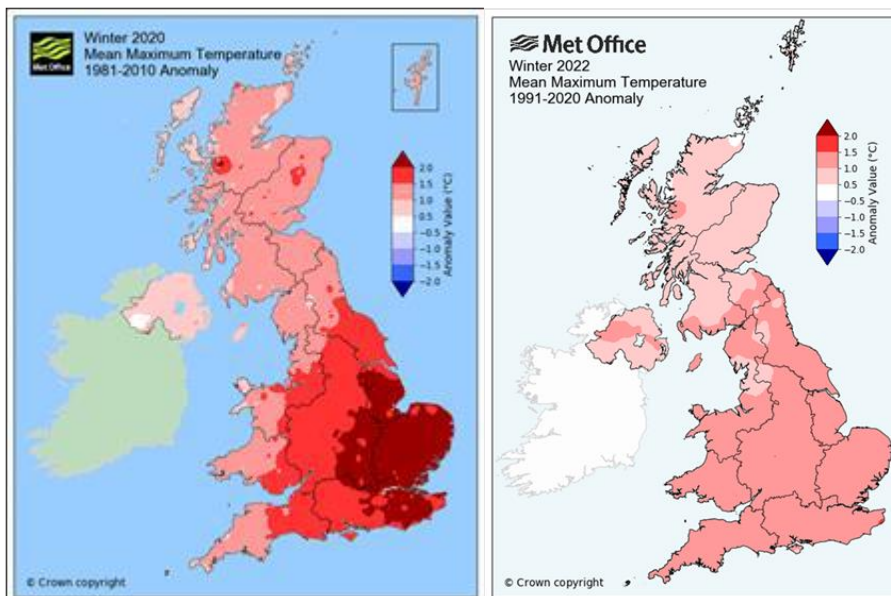 Met Office
Winter 2020
Mean Maximum Temperature
1981-2010 Anomaly
2.0
1.5
1.0
0.5
−0.5
−1.0
−1.5
−2.0
Anomaly Value (°C)
© Crown copyright
Met Office
Winter 2022
Mean Maximum Temperature
1991-2020 Anomaly
2.0
1.5
1.0
0.5
−0.5
−1.0
−1.5
−2.0
Anomaly Value (°C)
© Crown copyright